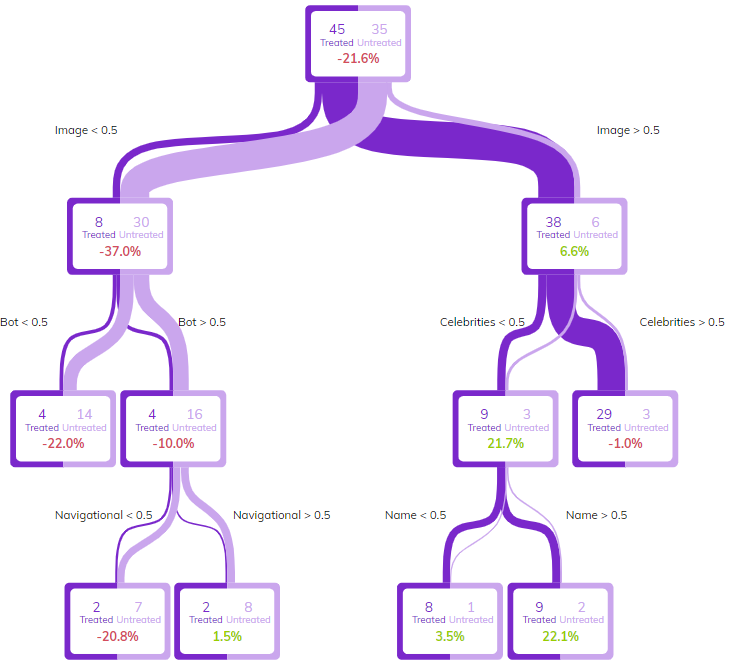 45 35
Treated Untreated
-21.6%
Image < 0.5
Image > 0.5
8 30
Treated Untreated
-37.0%
38 6
Treated Untreated
6.6%
Bot < 0.5
Bot > 0.5
Celebrities < 0.5
Celebrities > 0.5
4 14
Treated Untreated
-22.0%
4 16
Treated Untreated
-10.0%
9 3
Treated Untreated
21.7%
29 3
Treated Untreated
-1.0%
Navigational < 0.5
Navigational > 0.5
Name < 0.5
Name > 0.5
2 7
Treated Untreated
-20.8%
2 8
Treated Untreated
1.5%
8 1
Treated Untreated
3.5%
9 2
Treated Untreated
22.1%